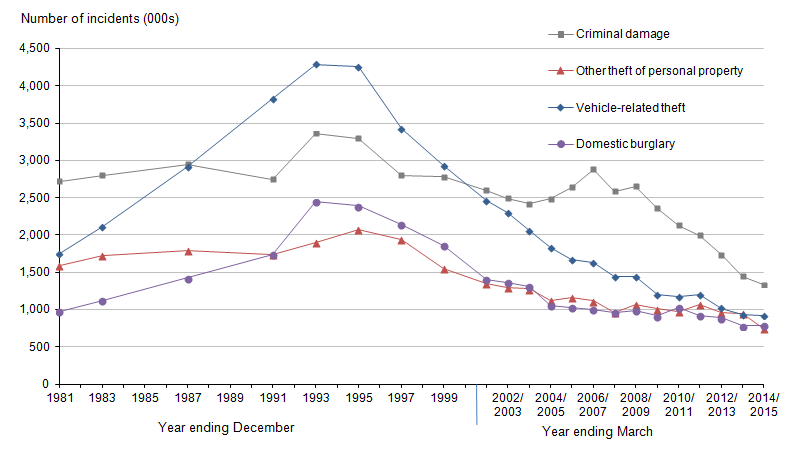 Number of incidents (000s)
Criminal damage
Other theft of personal property
Vehicle-related theft
Domestic burglary
4,500
4,000
3,500
3,000
2,500
2,000
1,500
1,000
500
0
1981 1983 1985 1987 1989 1991 1993 1995 1997 1999 2002/ 2004/ 2006/ 2008/ 2010/ 2012/ 2014/
2003 2005 2007 2009 2011 2013 2015
Year ending December
Year ending March